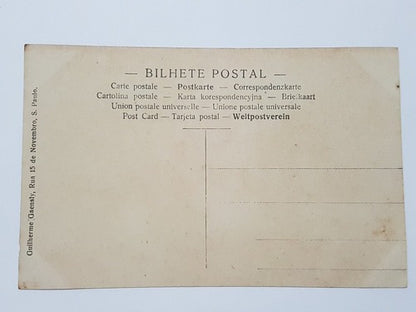 — BILHETE POSTAL —
Carte postale — Postkarte — Correspondenzkarte
Cartolina postale — Karta korespondencyjna — Briefkaart
Union postale universelle — Unione postale universale
Post Card — Tarjeta postal — Weltpostverein
Guilherme Gaensly, Rua 15 de Novembro, S. Paulo.